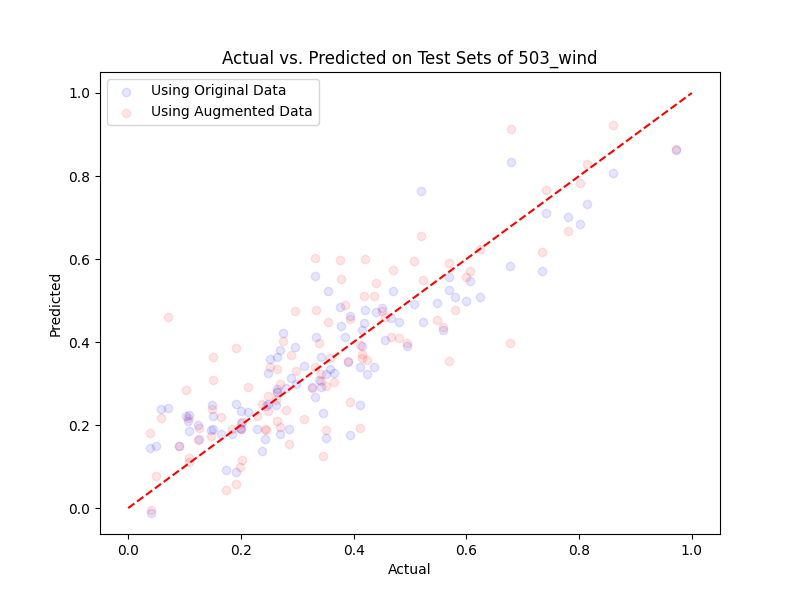 Actual vs. Predicted on Test Sets of 503_wind
Using Original Data
Using Augmented Data
1.0
0.8
0.6
0.4
0.2
0.0
Predicted
0.0 0.2 0.4 0.6 0.8 1.0
Actual